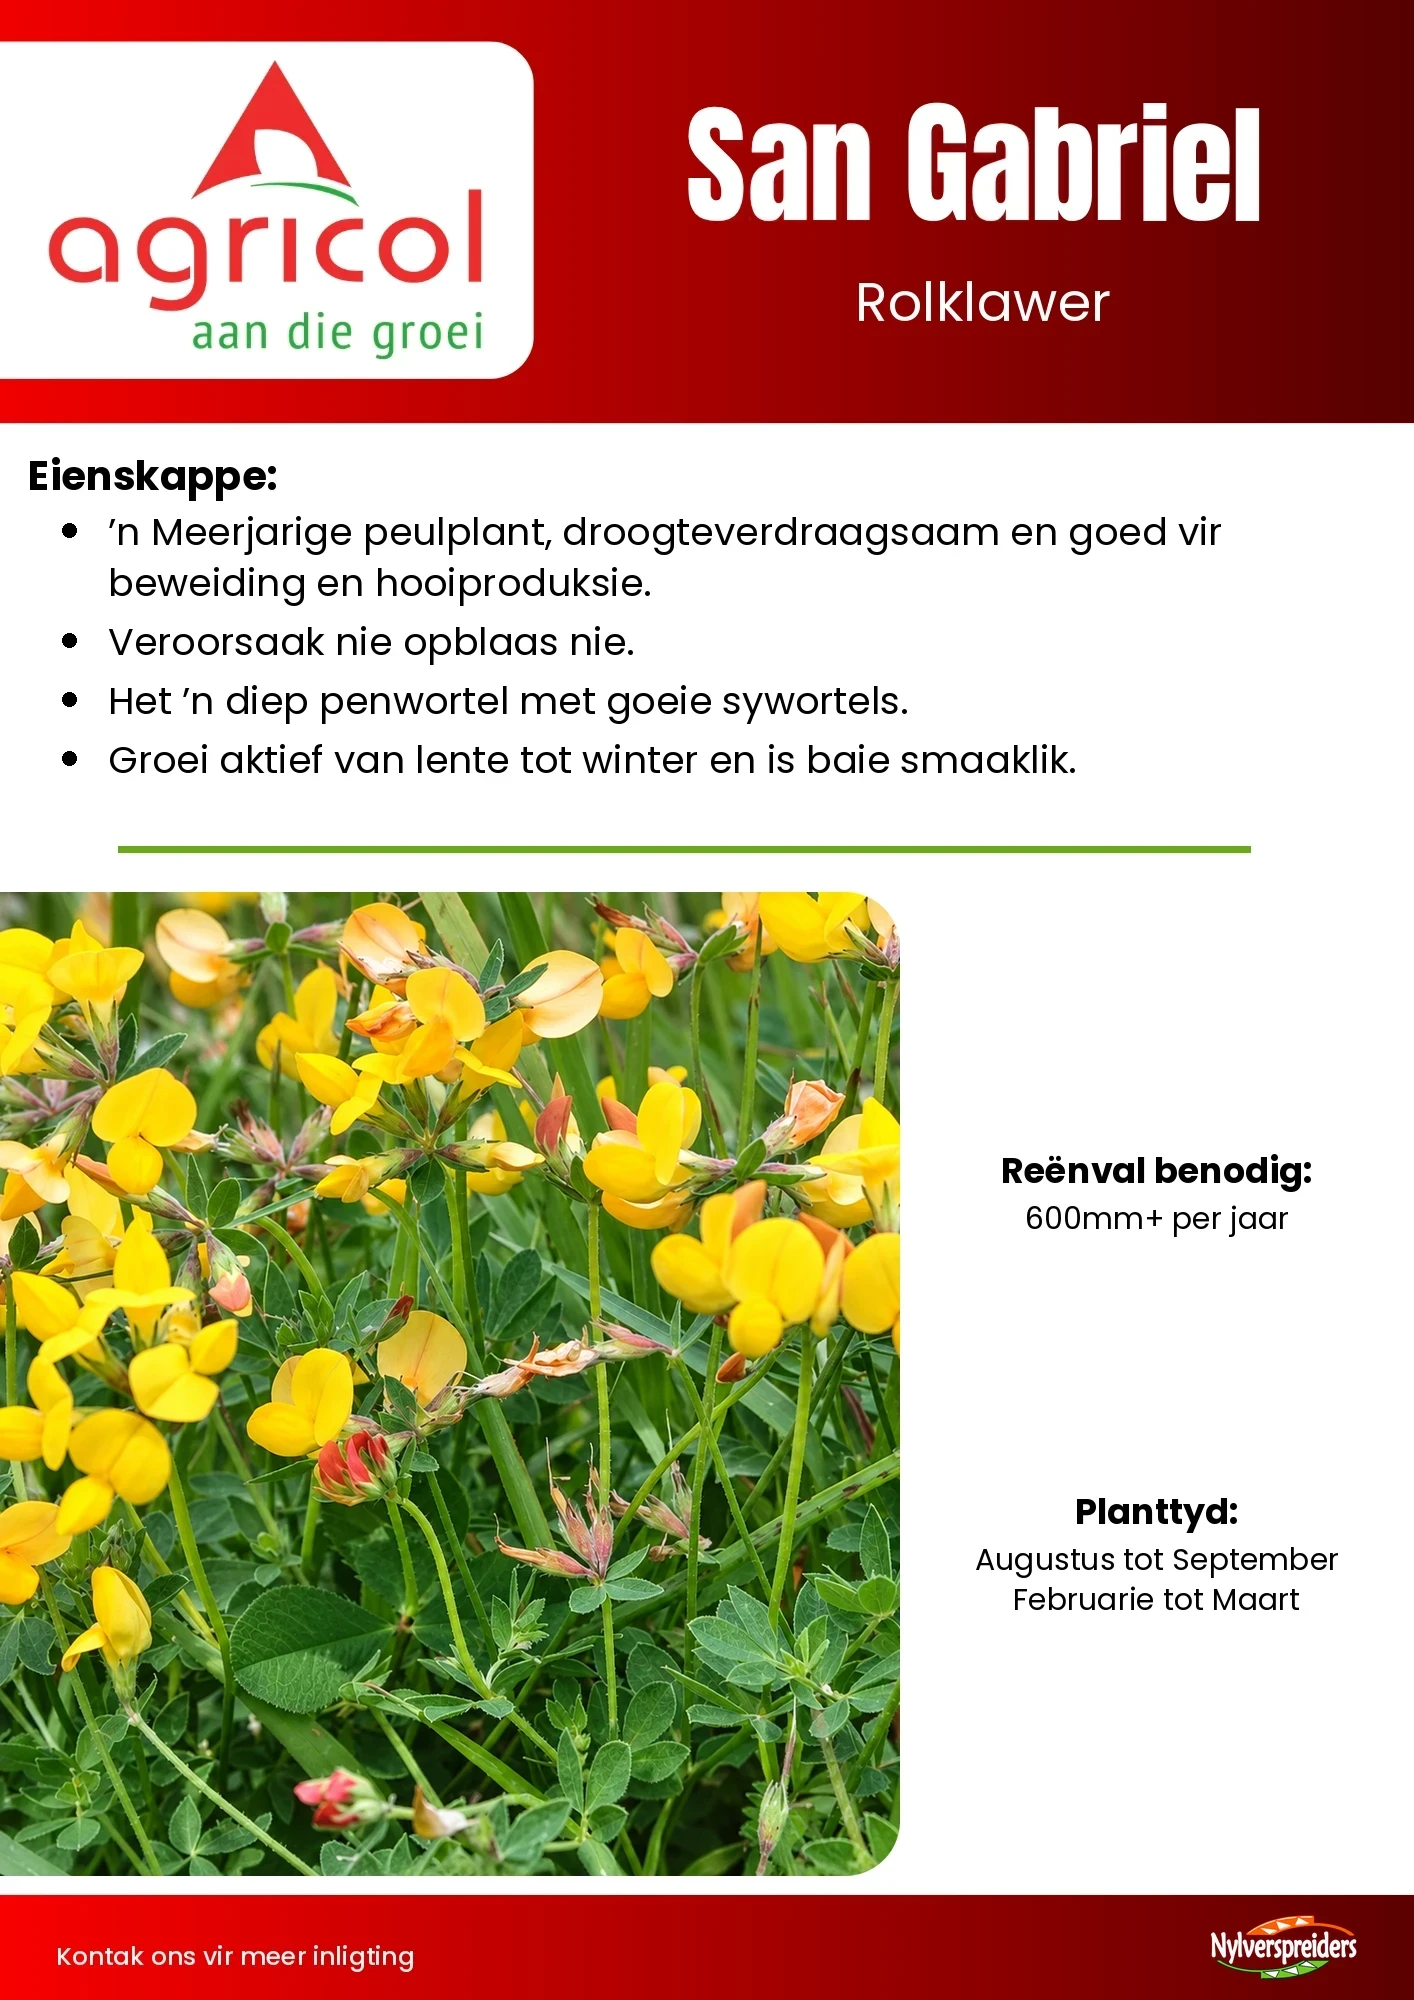 agricol
aan die groei
San Gabriel
Rolklawer
Eienskappe:
• ’n Meerjarige peulplant, droogteverdraagsaam en goed vir
beweiding en hooiproduksie.
• Veroorsaak nie opblaas nie.
• Het ’n diep penwortel met goeie sywortels.
• Groei aktief van lente tot winter en is baie smaaklik.
Reënval benodig:
600mm+ per jaar
Planttyd:
Augustus tot September
Februarie tot Maart
Kontak ons vir meer inligting
Nylverspreiders